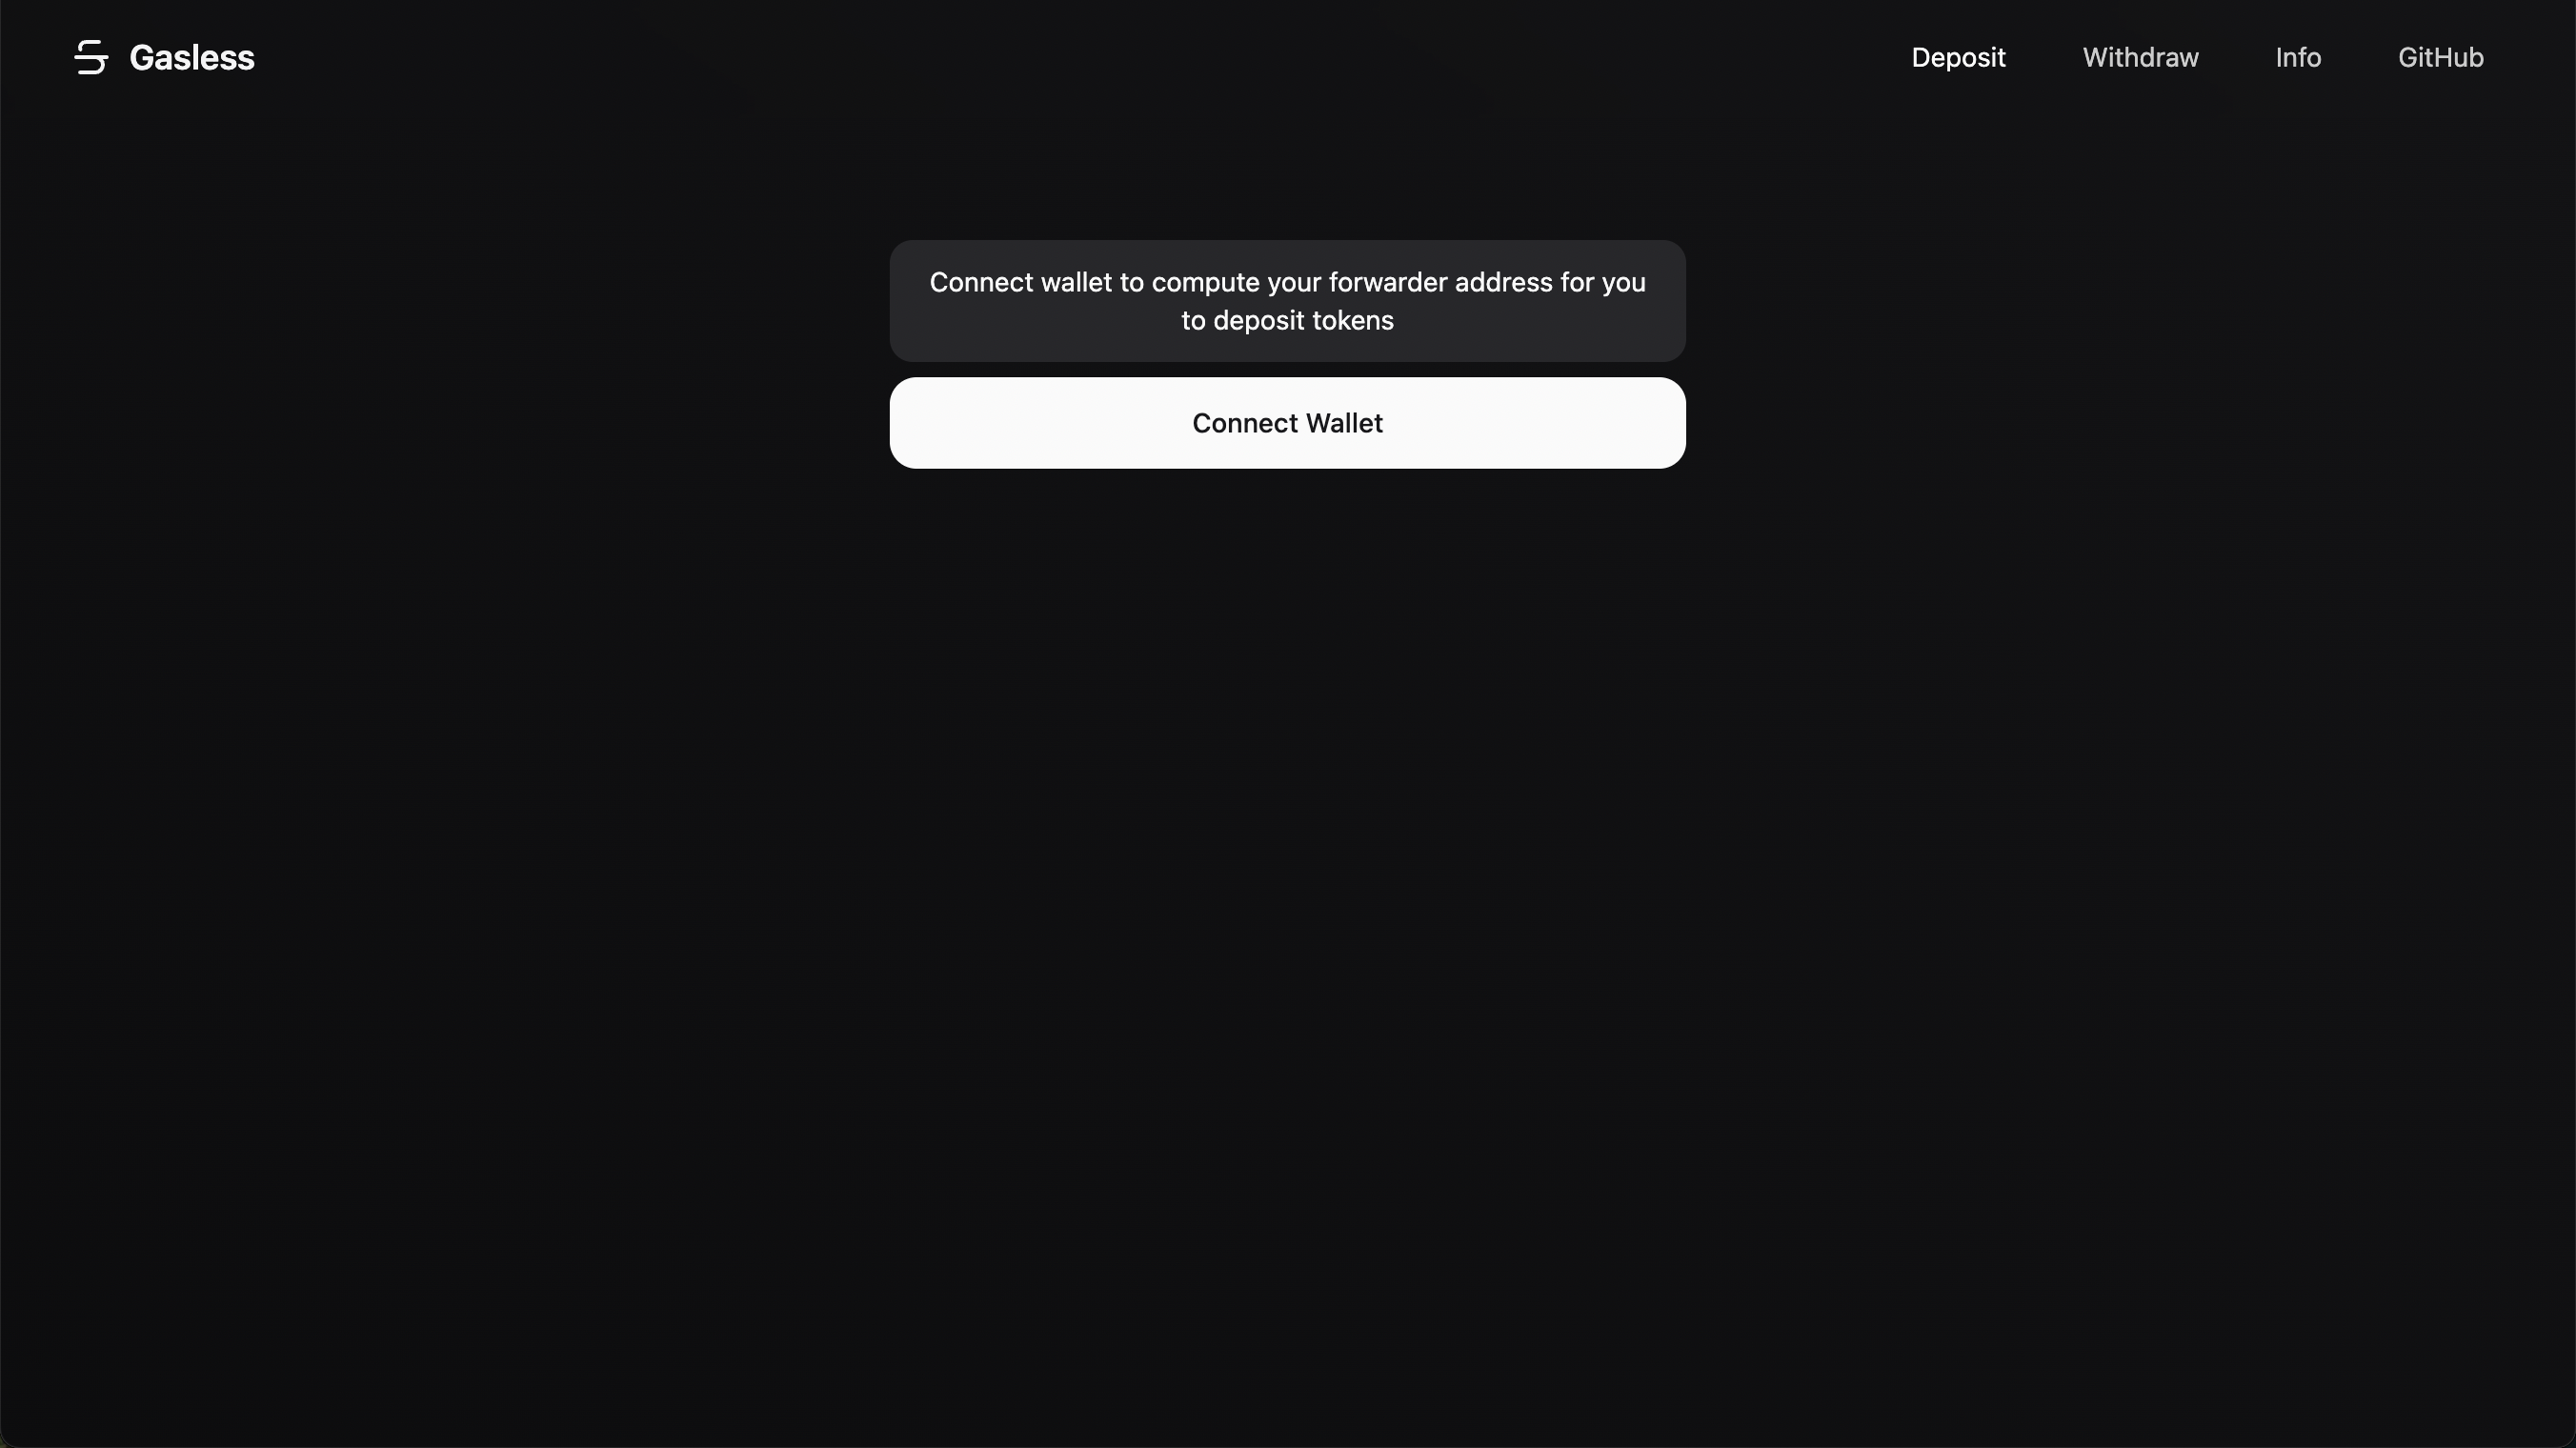 Gasless
Deposit
Withdraw
Info
GitHub
Connect wallet to compute your forwarder address for you
to deposit tokens
Connect Wallet